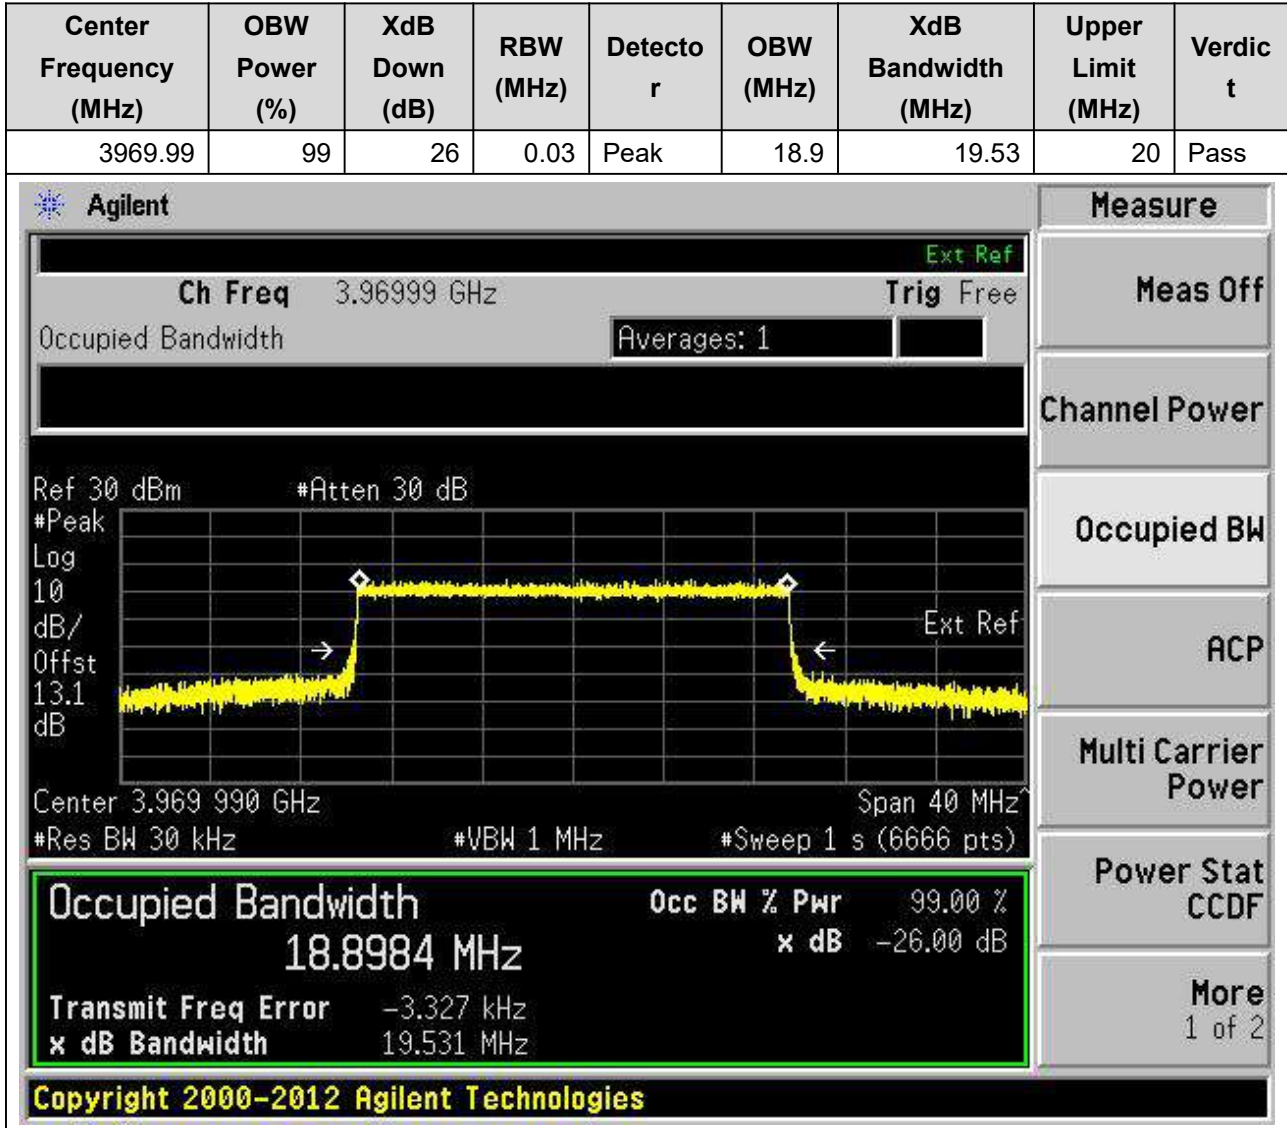 Center Frequency (MHz) OBW Power (%) XdB Down (dB) RBW (MHz) Detecto r OBW (MHz) XdB Bandwidth (MHz) Upper Limit (MHz) Verdic t
3969.99 99 26 0.03 Peak 18.9 19.53 20 Pass
Agilent
Measure
Ext Ref
Ch Freq 3.96999 GHz Trig Free
Meas Off
Occupied Bandwidth Averages: 1
Channel Power
Ref 30 dBm #Atten 30 dB
#Peak
Log
10
dB/
Offst
13.1
dB
Ext Ref
Occupied BW
ACP
Center 3.969 990 GHz Span 40 MHz^
#Res BW 30 kHz #VBW 1 MHz #Sweep 1 s (6666 pts)
Multi Carrier
Power
Occupied Bandwidth Occ BW % Pwr 99.00 %
18.8984 MHz x dB -26.00 dB
Power Stat
CCDF
Transmit Freq Error -3.327 kHz
x dB Bandwidth 19.531 MHz
More
1 of 2
Copyright 2000-2012 Agilent Technologies